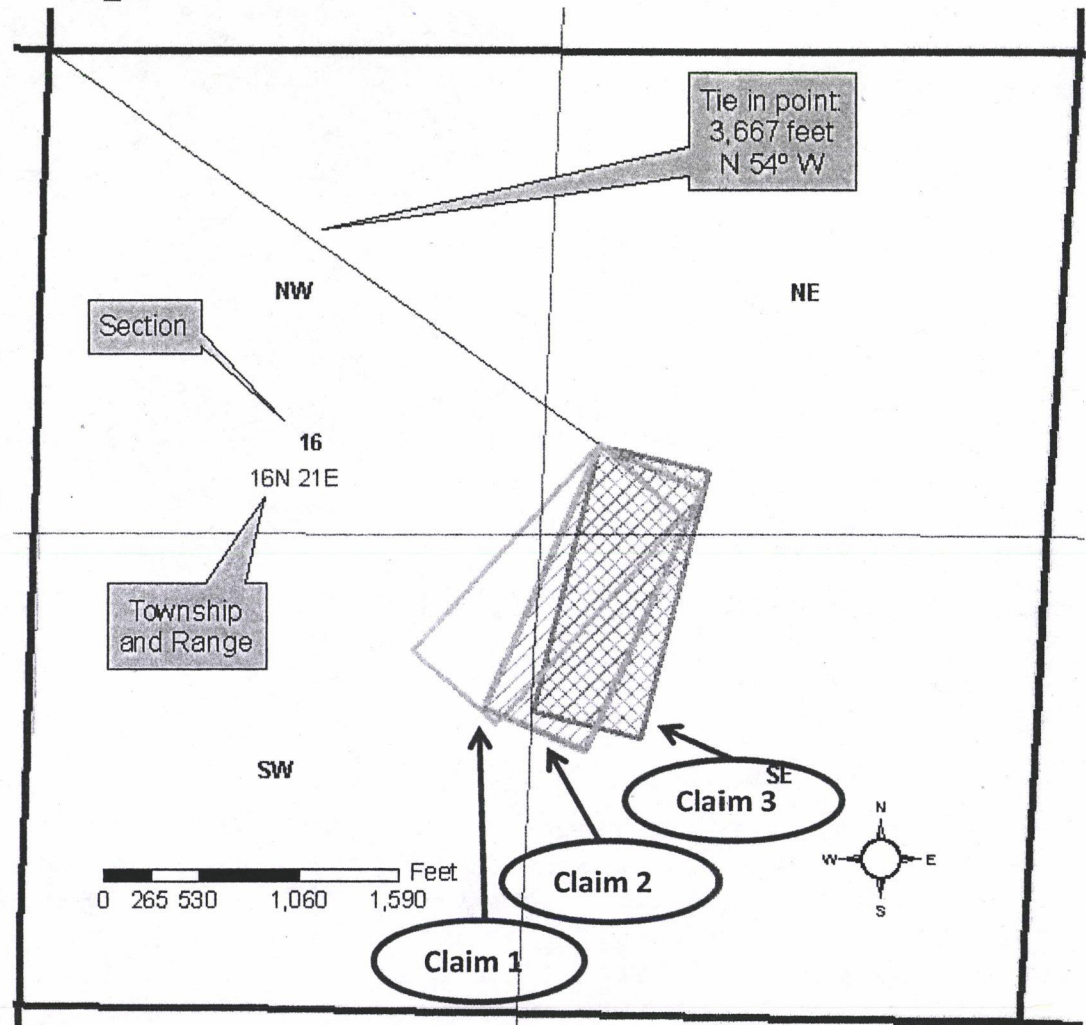 Tie in point:
3,667 feet
N 54º W
NW
NE
Section
16
16N 21E
Township
and Range
SW
SE
Claim 3
Claim 2
Claim 1
Feet
0 265 530 1,060 1,590
N
W E
S